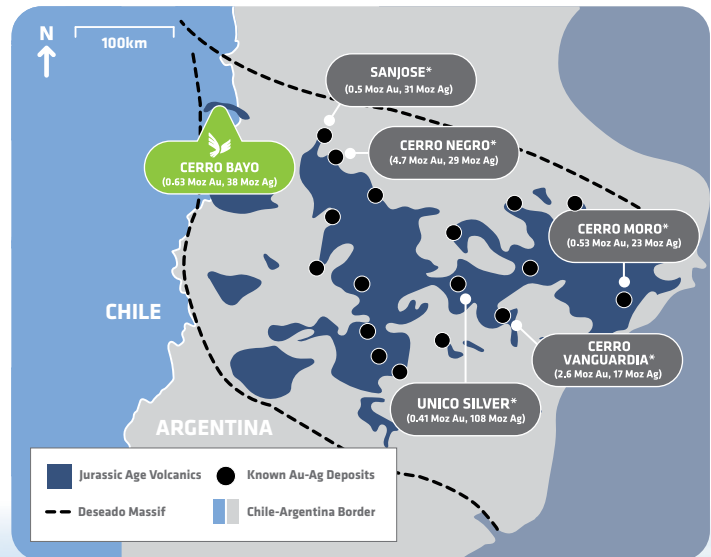 N
100km
SANJOSE*
(0.5 Moz Au, 31 Moz Ag)
CERRO NEGRO*
(4.7 Moz Au, 29 Moz Ag)
CERRO BAYO
(0.63 Moz Au, 38 Moz Ag)
CERRO MORO*
(0.53 Moz Au, 23 Moz Ag)
CHILE
CERRO
VANGUARDIA*
(2,6 Moz Au, 17 Moz Ag)
UNICO SILVER*
(0.41 Moz Au, 108 Moz Ag)
ARGENTINA
Jurassic Age Volcanics
Known Au-Ag Deposits
Deseado Massif
Chile-Argentina Border